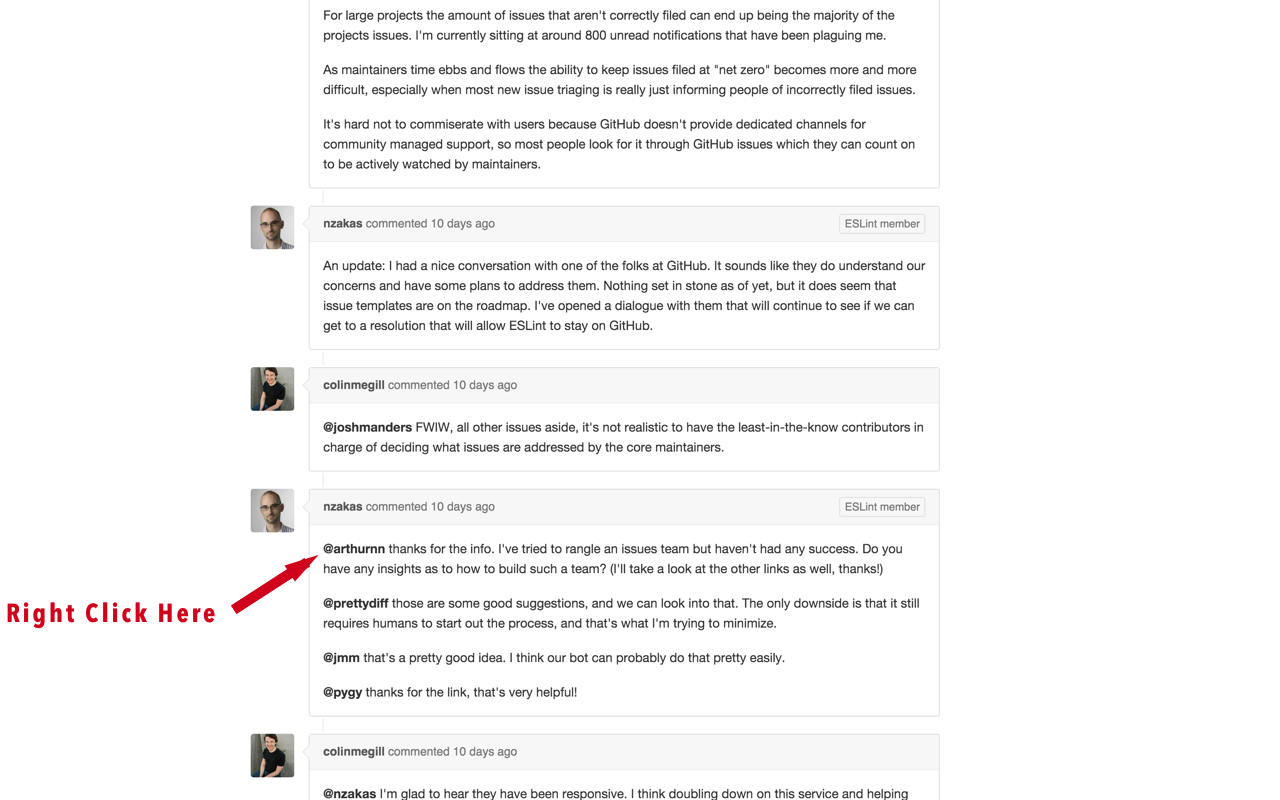 For large projects the amount of issues that aren't correctly filed can end up being the majority of the
projects issues. I'm currently sitting at around 800 unread notifications that have been plaguing me.
As maintainers time ebbs and flows the ability to keep issues filed at "net zero" becomes more and more
difficult, especially when most new issue triaging is really just informing people of incorrectly filed issues.
It's hard not to commiserate with users because GitHub doesn't provide dedicated channels for
community managed support, so most people look for it through GitHub issues which they can count on
to be actively watched by maintainers.
nzakas commented 10 days ago ESLint member
An update: I had a nice conversation with one of the folks at GitHub. It sounds like they do understand our
concerns and have some plans to address them. Nothing set in stone as of yet, but it does seem that
issue templates are on the roadmap. I've opened a dialogue with them that will continue to see if we can
get to a resolution that will allow ESLint to stay on GitHub.
colinmegill commented 10 days ago
@joshmanders FWIW, all other issues aside, it's not realistic to have the least-in-the-know contributors in
charge of deciding what issues are addressed by the core maintainers.
nzakas commented 10 days ago ESLint member
@arthurnn thanks for the info. I've tried to rangle an issues team but haven't had any success. Do you
have any insights as to how to build such a team? (I'll take a look at the other links as well, thanks!)
Right Click Here
@prettydiff those are some good suggestions, and we can look into that. The only downside is that it still
requires humans to start out the process, and that's what I'm trying to minimize.
@jmm that's a pretty good idea. I think our bot can probably do that pretty easily.
@pygy thanks for the link, that's very helpful!
colinmegill commented 10 days ago
@nzakas I'm glad to hear they have been responsive. I think doubling down on this service and helping